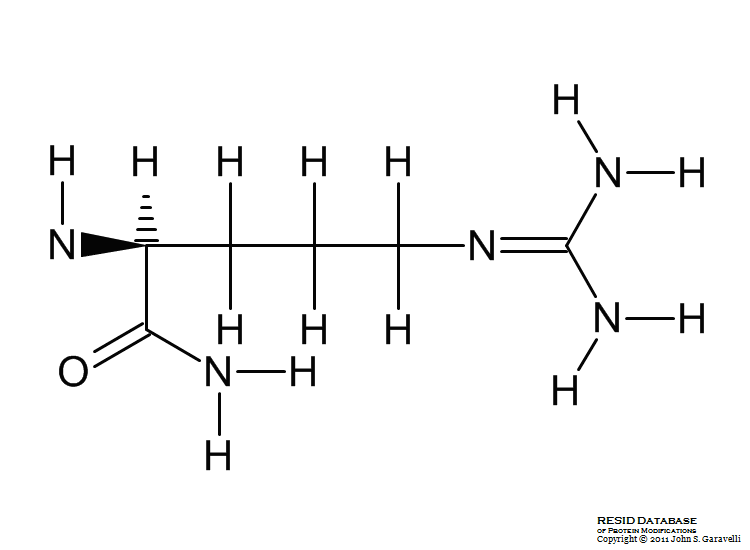 H
H H H H H
N H
N N
N H
H H H
O N H
H
H
RESID DATABASE
OF PROTEIN MODIFICATIONS
Copyright © 2011 John S. Garavelli